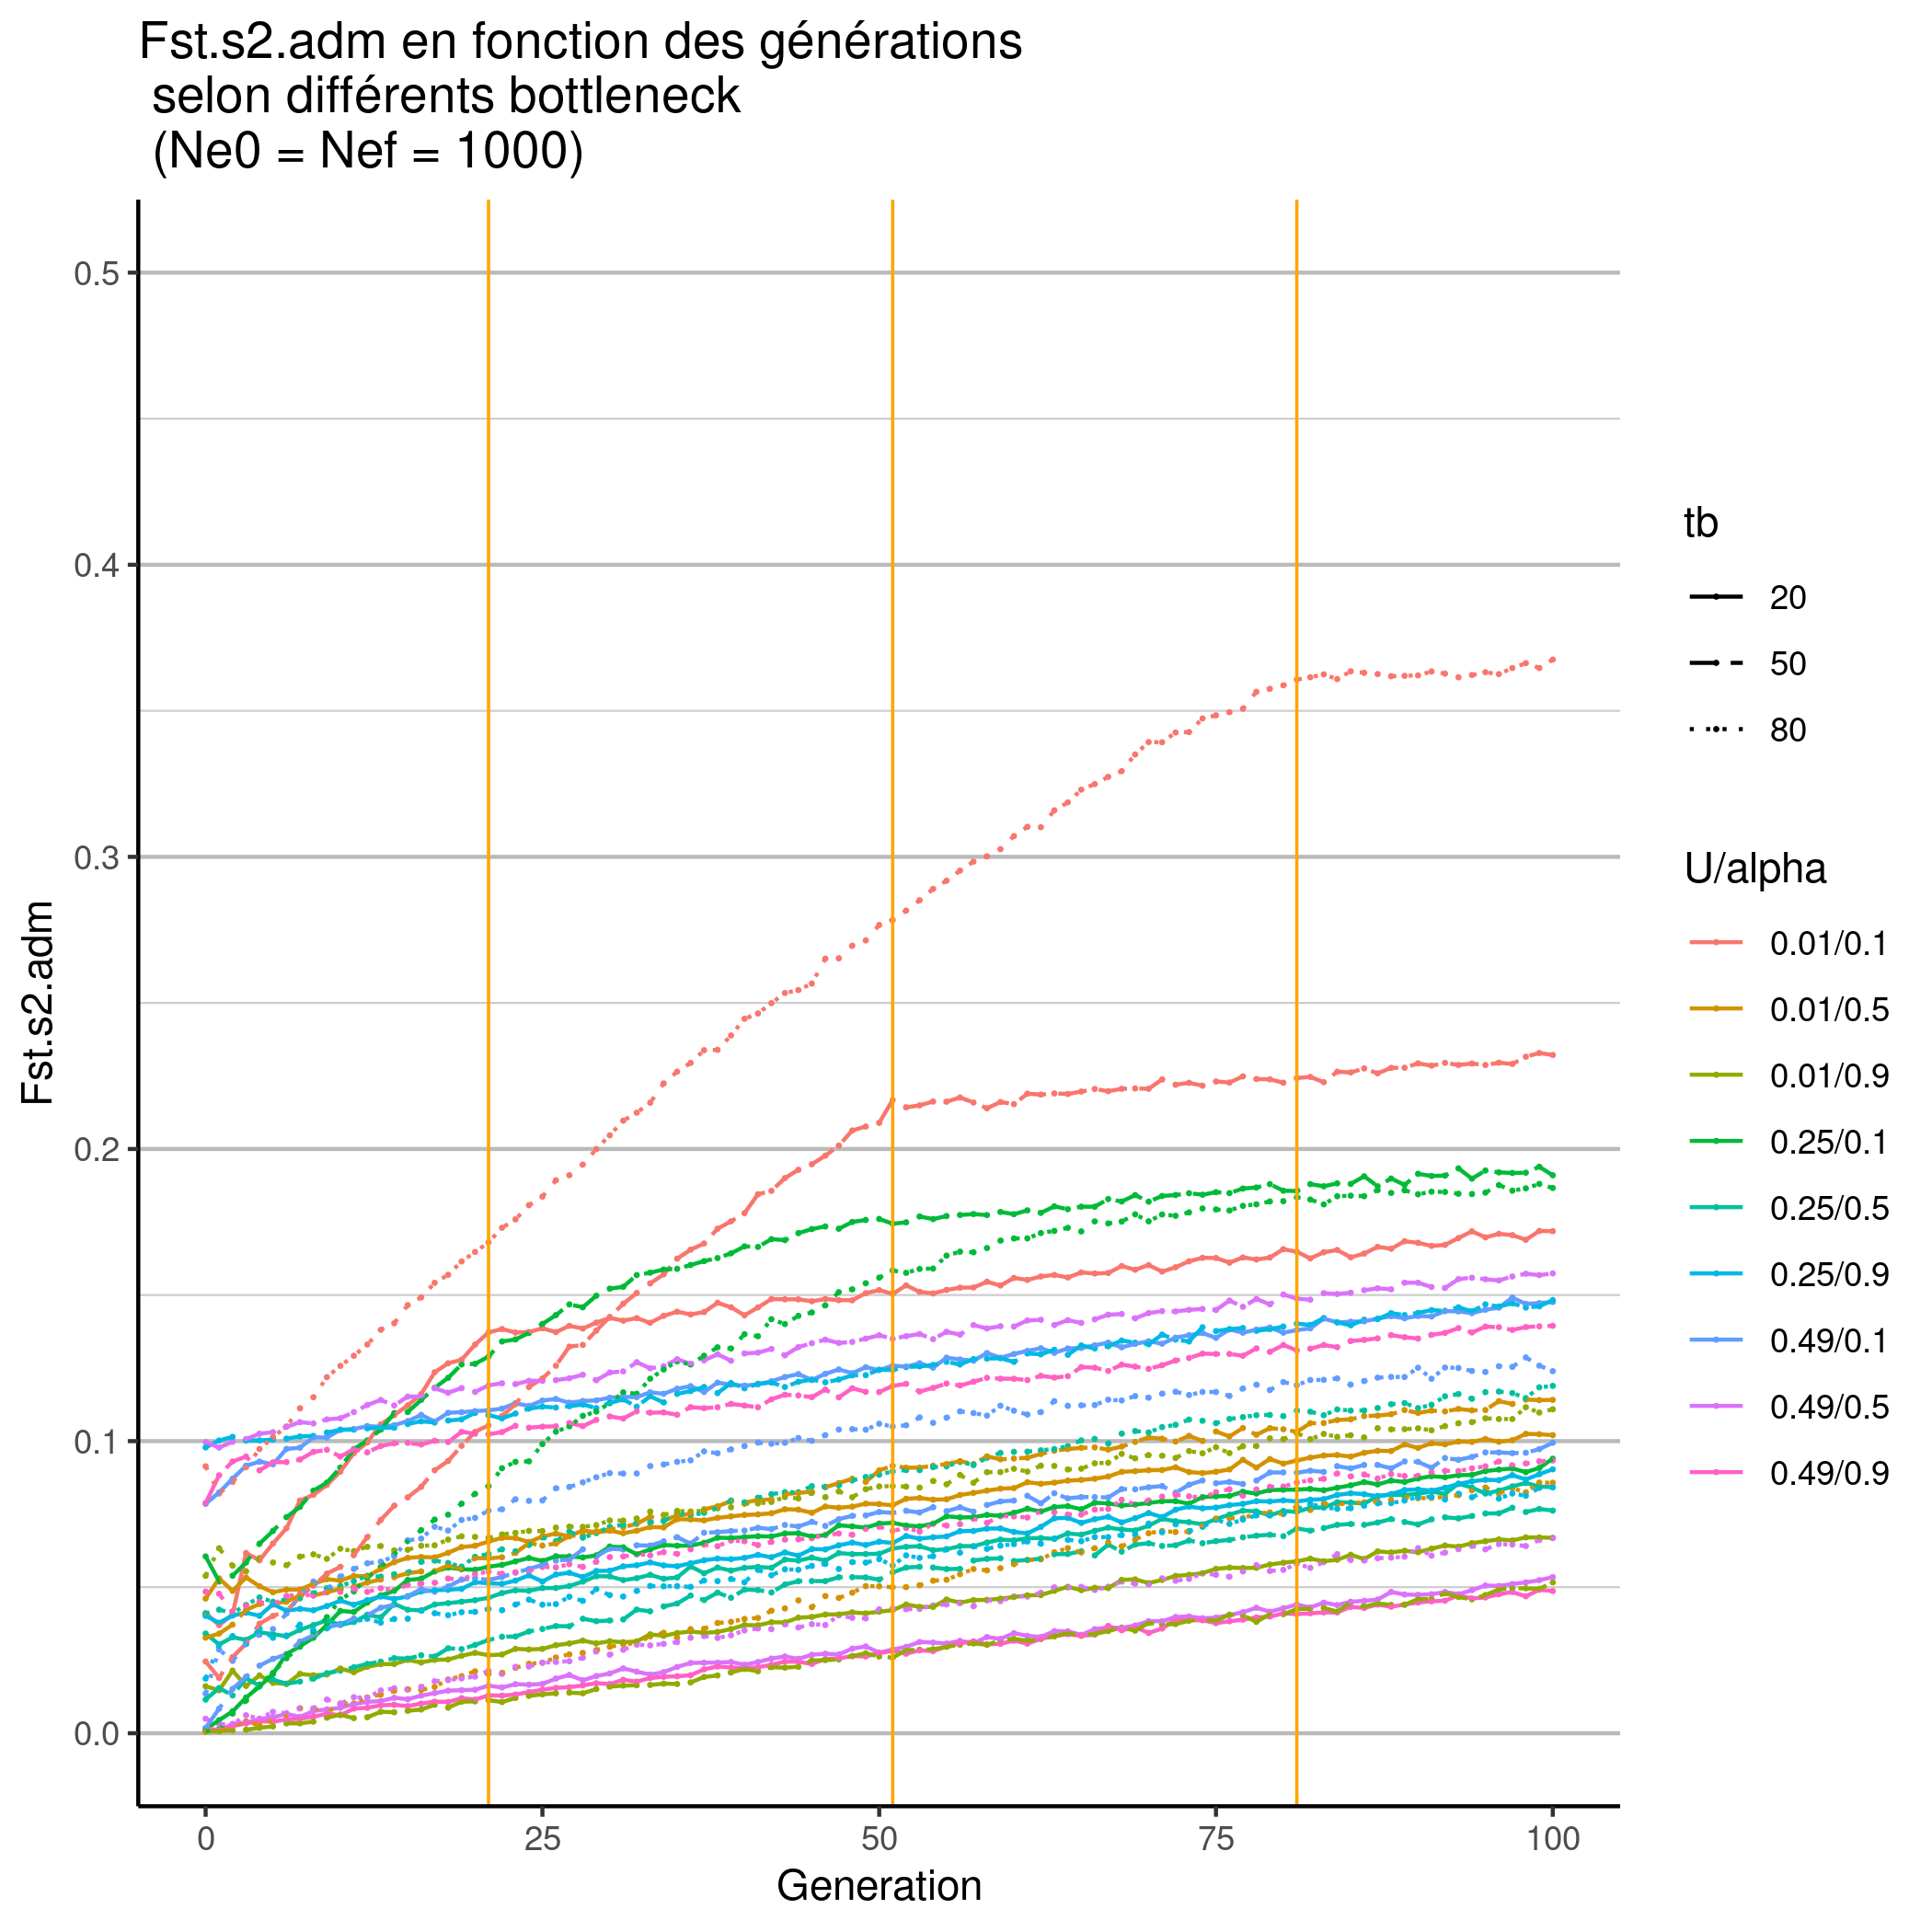 Fst.s2.adm en fonction des générations
selon différents bottleneck
(Ne0 = Nef = 1000)
Fst.s2.adm
0.5
0.4
0.3
0.2
0.1
0.0
0 25 50 75 100
Generation
tb
20
50
80
U/alpha
0.01/0.1
0.01/0.5
0.01/0.9
0.25/0.1
0.25/0.5
0.25/0.9
0.49/0.1
0.49/0.5
0.49/0.9